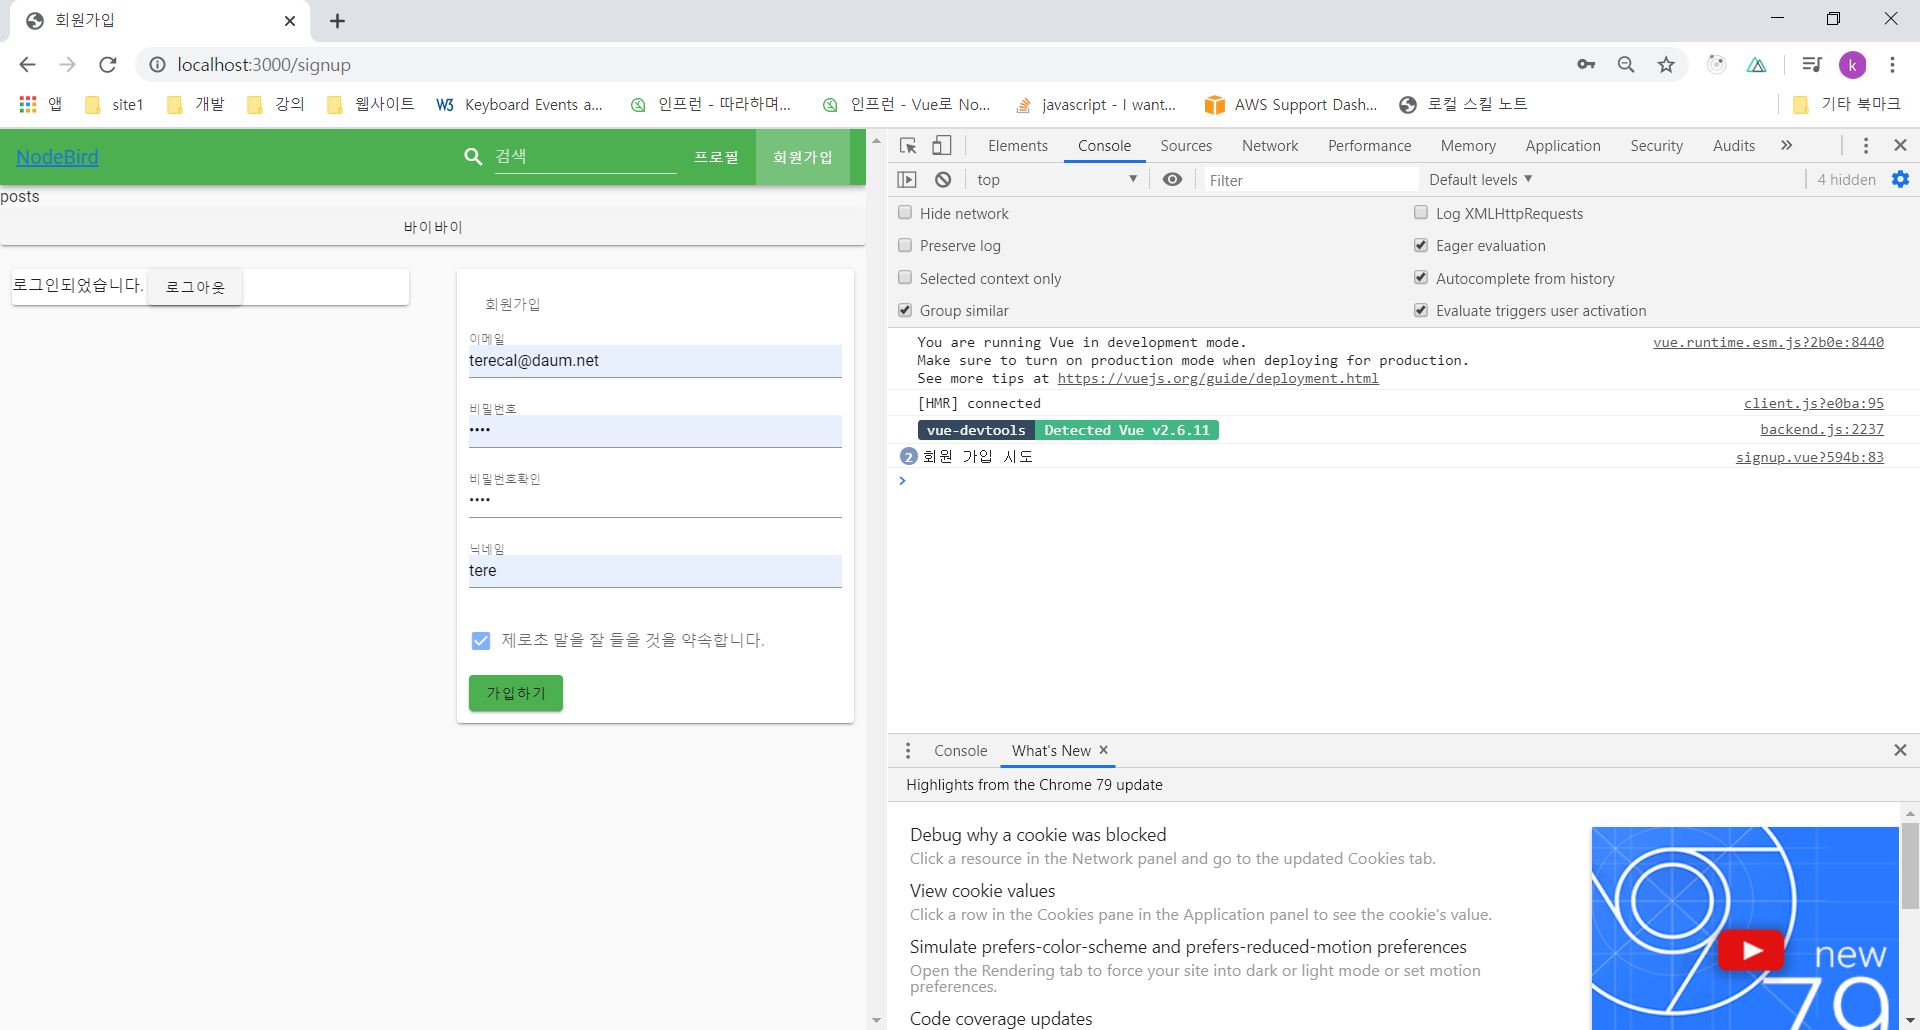 회원가입
localhost:3000/signup
앱 site1 개발 강의 웹사이트 W3 Keyboard Events a... 인프런 - 따라하며... 인프런 - Vue로 No... javascript - I want... AWS Support Dash... 로컬 스킬 노트 기타 북마크
k
NodeBird 검색 프로필 회원가입
posts
바이바이
로그인되었습니다. 로그아웃
회원가입
이메일
terecal@daum.net
비밀번호
••••
비밀번호확인
••••
닉네임
tere
제로초 말을 잘 들을 것을 약속합니다.
가입하기
Elements Console Sources Network Performance Memory Application Security Audits »
top ▼ Filter Default levels ▼ 4 hidden
Hide network Log XMLHttpRequests
Preserve log Eager evaluation
Selected context only Autocomplete from history
Group similar Evaluate triggers user activation
You are running Vue in development mode. vue.runtime.esm.js?2b0e:8440
Make sure to turn on production mode when deploying for production.
See more tips at https://vuejs.org/guide/deployment.html
[HMR] connected client.js?e0ba:95
vue-devtools Detected Vue v2.6.11 backend.js:2237
2 회원 가입 시도 signup.vue?594b:83
>
Console What's New
Highlights from the Chrome 79 update
Debug why a cookie was blocked
Click a resource in the Network panel and go to the updated Cookies tab.
View cookie values
Click a row in the Cookies pane in the Application panel to see the cookie's value.
Simulate prefers-color-scheme and prefers-reduced-motion preferences
Open the Rendering tab to force your site into dark or light mode or set motion
preferences.
Code coverage updates
new
79